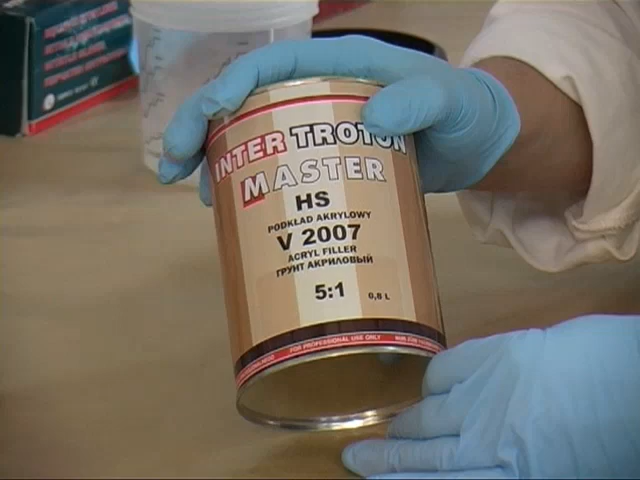 INTER TROTON
MASTER
HS
PODKŁAD AKRYLOWY
V 2007
ACRYL FILLER
ГРУНТ АКРИЛОВЫЙ
5:1 0,8 L
FOR PROFESSIONAL USE ONLY